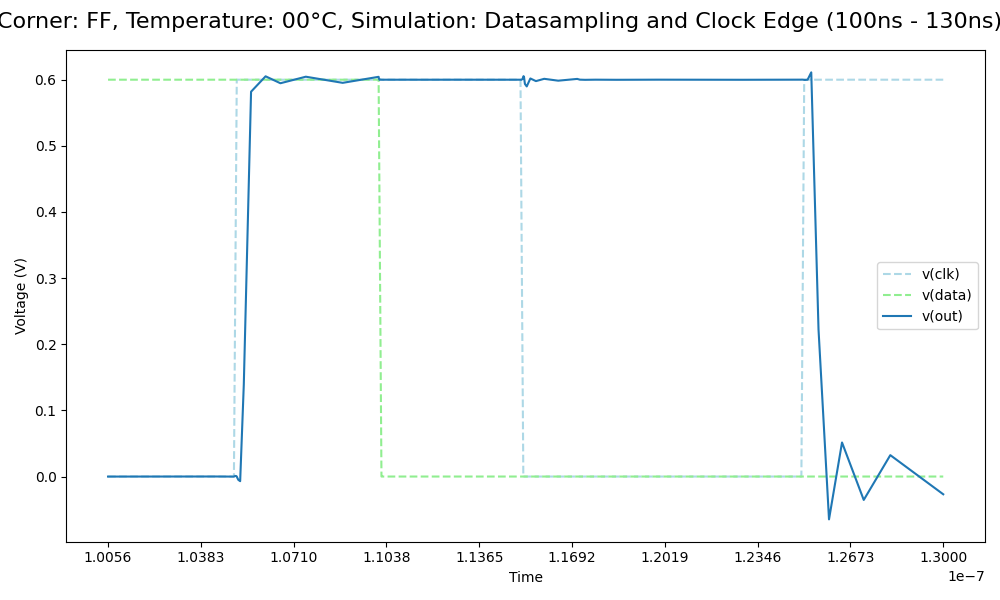 Corner: FF, Temperature: 00°C, Simulation: Datasampling and Clock Edge (100ns - 130ns)
0.6
0.5
0.4
0.3
0.2
0.1
0.0
Voltage (V)
v(clk)
v(data)
v(out)
1.0056 1.0383 1.0710 1.1038 1.1365 1.1692 1.2019 1.2346 1.2673 1.3000
1e−7
Time